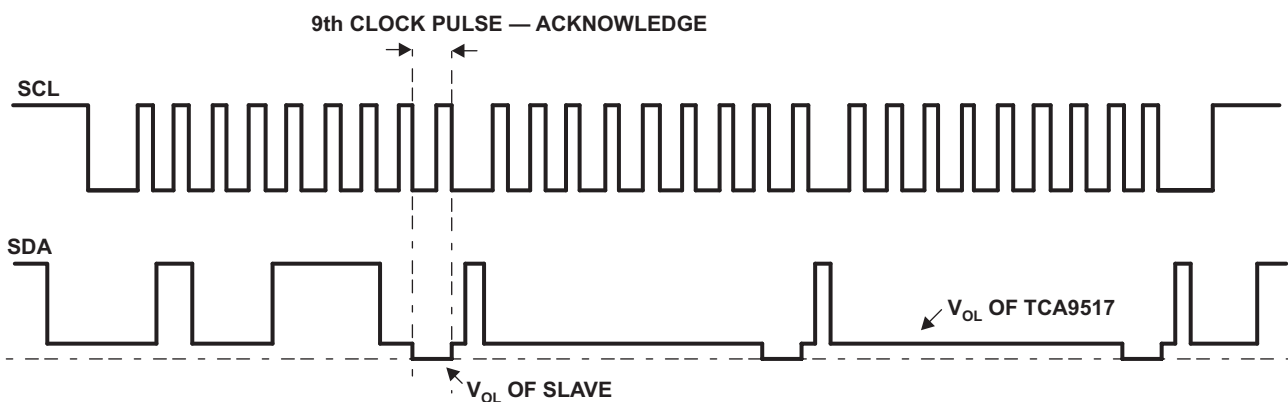 9th CLOCK PULSE — ACKNOWLEDGE
SCL
SDA
VOL OF TCA9517
VOL OF SLAVE